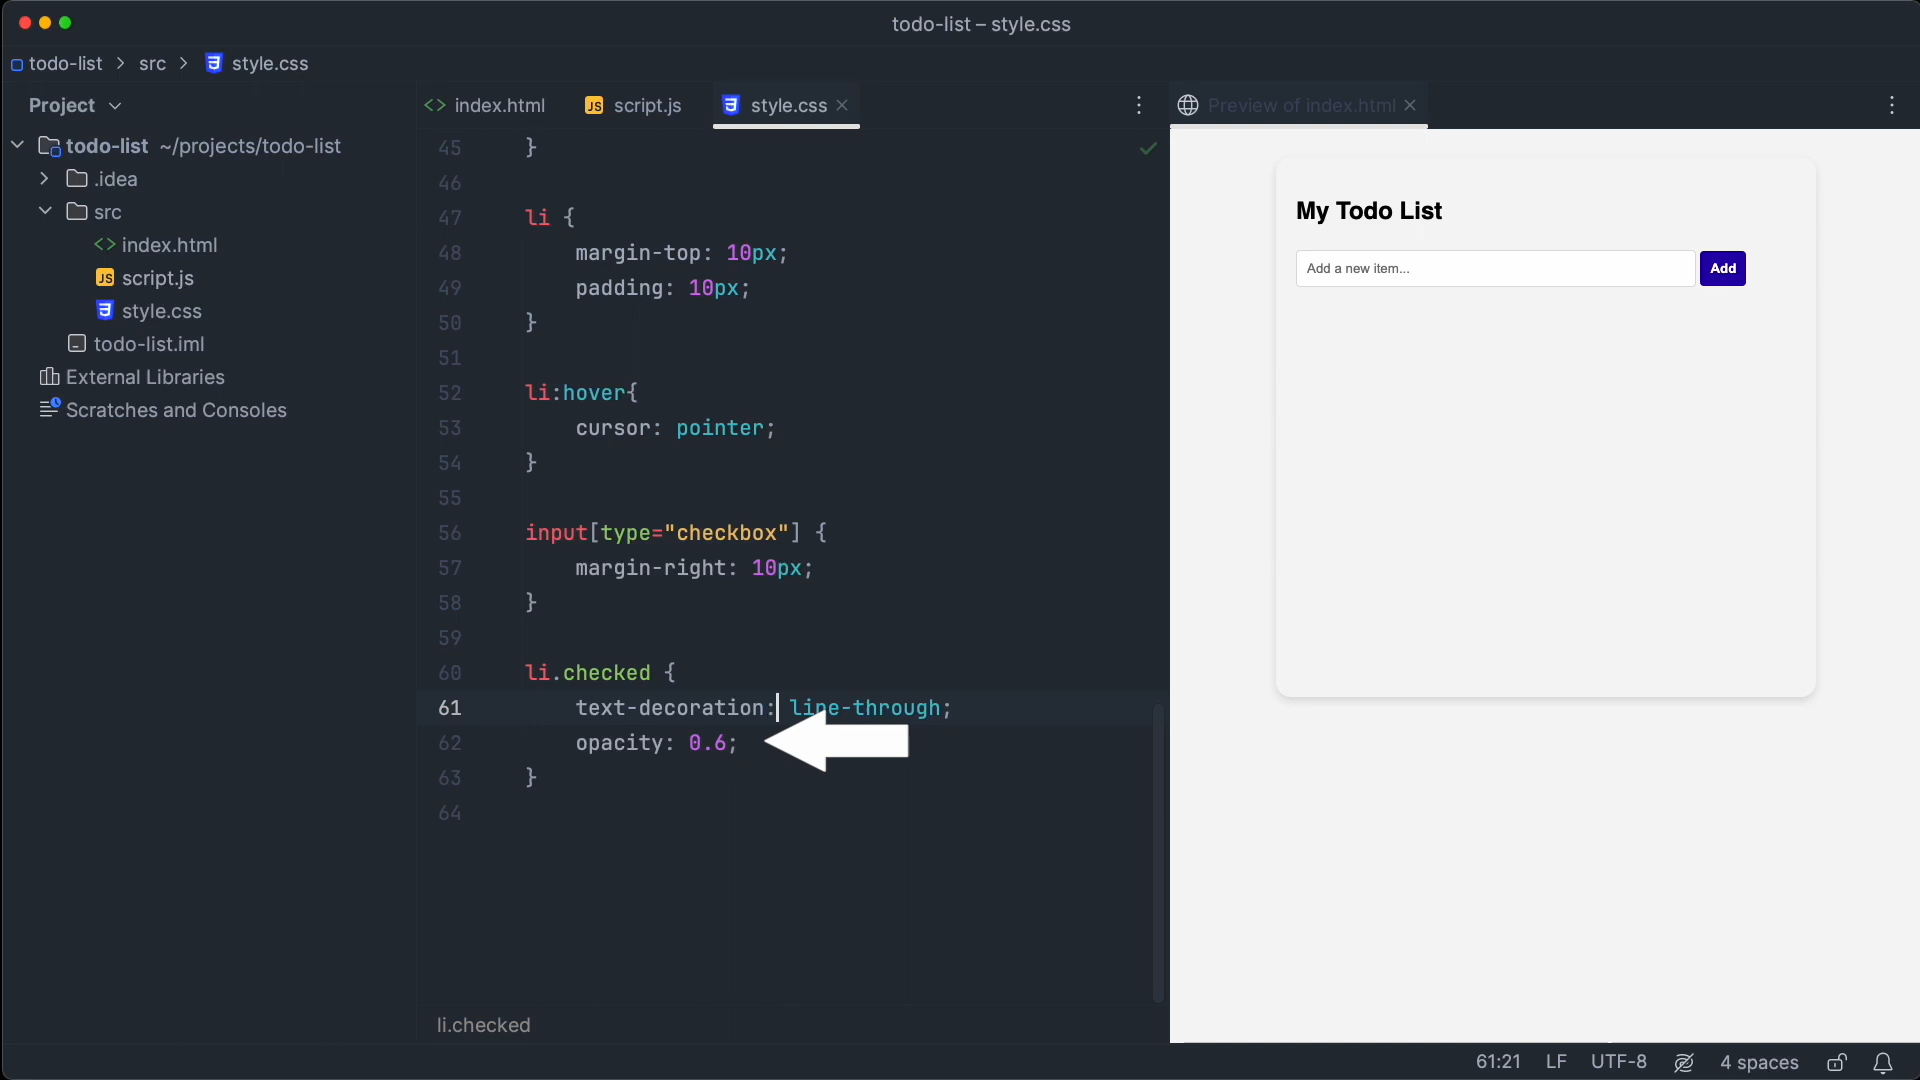 todo-list – style.css
todo-list > src > style.css
Project
todo-list ~/projects/todo-list
.idea
src
<> index.html
JS script.js
style.css
todo-list.iml
External Libraries
Scratches and Consoles
<> index.html JS script.js style.css
45 }
46
47 li {
48 margin-top: 10px;
49 padding: 10px;
50 }
51
52 li:hover{
53 cursor: pointer;
54 }
55
56 input[type="checkbox"] {
57 margin-right: 10px;
58 }
59
60 li.checked {
61 text-decoration: line-through;
62 opacity: 0.6;
63 }
64
li.checked
Preview of index.html
My Todo List
Add a new item... Add
61:21 LF UTF-8 4 spaces